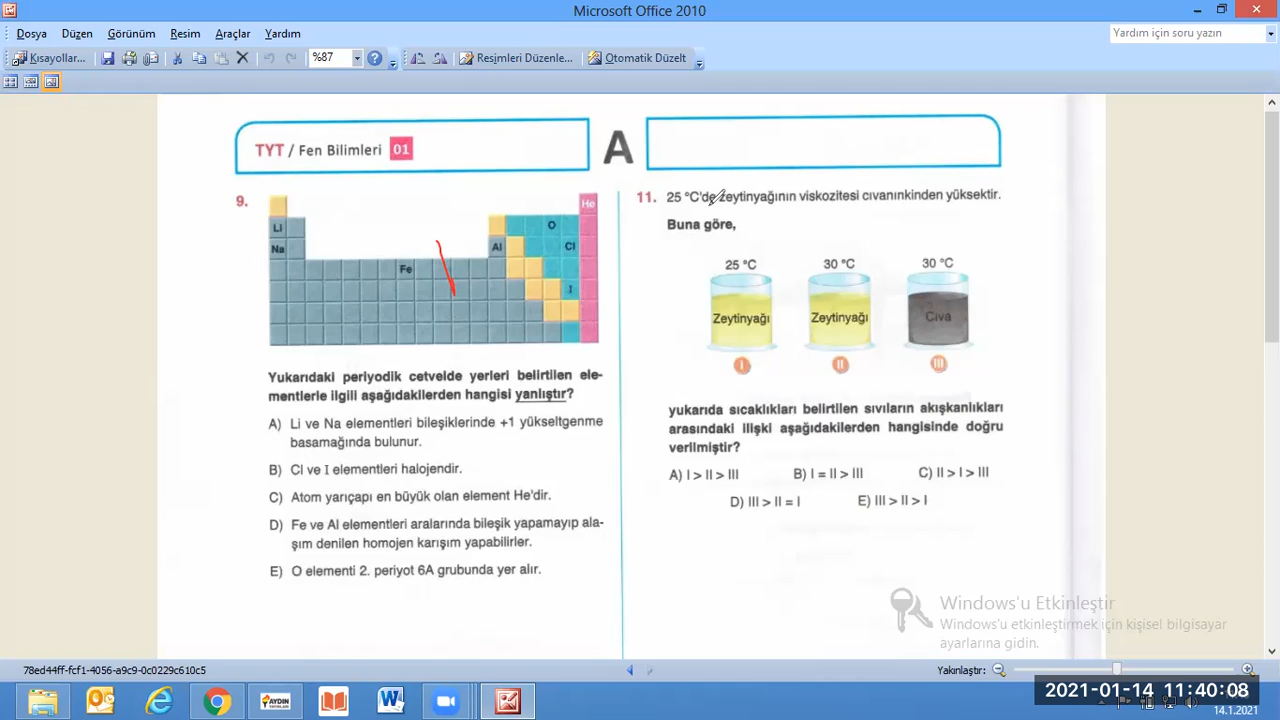 Microsoft Office 2010
Dosya Düzen Görünüm Resim Araçlar Yardım
Yardım için soru yazın
Kısayollar... %87 Resimleri Düzenle... Otomatik Düzelt
TYT / Fen Bilimleri 01
A
9.
He
Li O
Na Al Cl
Fe
I
Yukarıdaki periyodik cetvelde yerleri belirtilen ele-
mentlerle ilgili aşağıdakilerden hangisi yanlıştır?
A) Li ve Na elementleri bileşiklerinde +1 yükseltgenme
basamağında bulunur.
B) Cl ve I elementleri halojendir.
C) Atom yarıçapı en büyük olan element He'dir.
D) Fe ve Al elementleri aralarında bileşik yapamayıp ala-
şım denilen homojen karışım yapabilirler.
E) O elementi 2. periyot 6A grubunda yer alır.
11. 25 °C'de zeytinyağının viskozitesi cıvanınkinden yüksektir.
Buna göre,
25 °C 30 °C 30 °C
Zeytinyağı Zeytinyağı Cıva
I II III
yukarıda sıcaklıkları belirtilen sıvıların akışkanlıkları
arasındaki ilişki aşağıdakilerden hangisinde doğru
verilmiştir?
A) I > II > III B) I = II > III C) II > I > III
D) III > II = I E) III > II > I
Windows'u Etkinleştir
Windows'u etkinleştirmek için kişisel bilgisayar
ayarlarına gidin.
78ed44ff-fcf1-4056-a9c9-0c0229c610c5
Yakınlaştır:
AYDIN
2021-01-14 11:40:08
14.1.2021